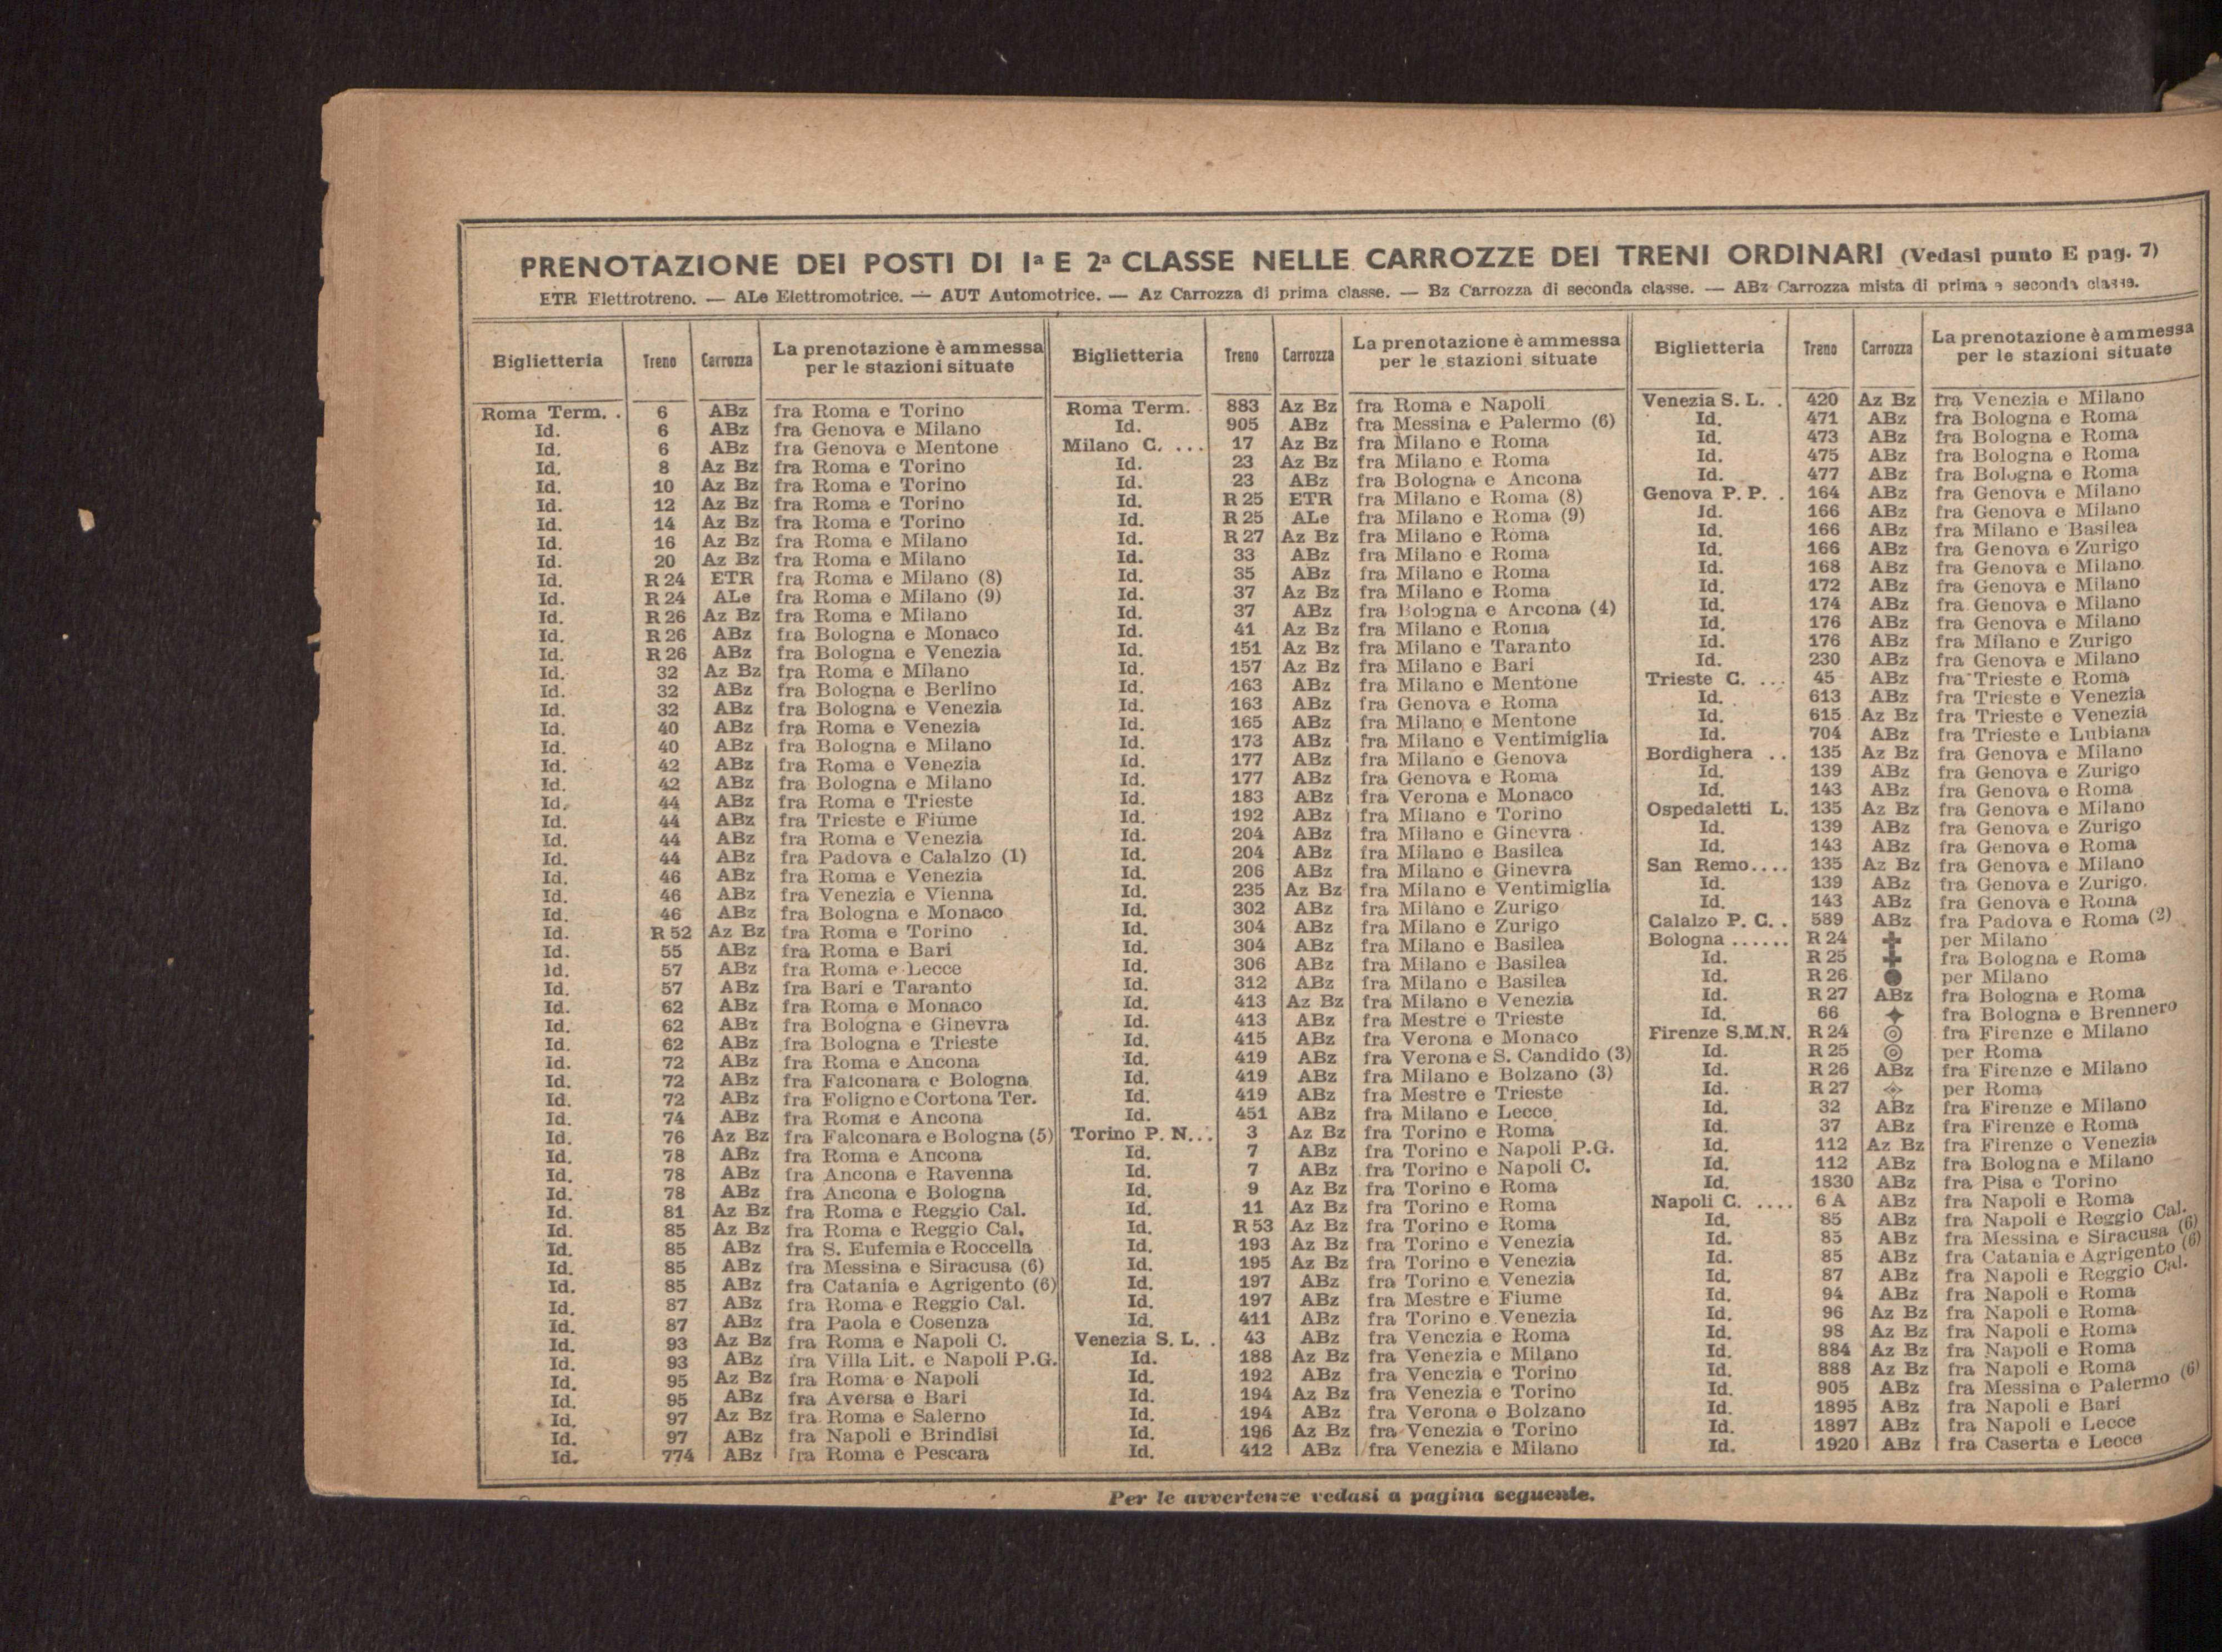 PRENOTAZIONE DEI POSTI DI 1ª E 2ª CLASSE NELLE CARROZZE DEI TRENI ORDINARI (Vedasi punto E pag. 7)
ETR Elettrotreno. — ALe Elettromotrice. — AUT Automotrice. — Az Carrozza di prima classe. — Bz Carrozza di seconda classe. — ABz Carrozza mista di prima e seconda classe.
Biglietteria Treno Carrozza La prenotazione è ammessa per le stazioni situate
Roma Term. . 6 ABz fra Roma e Torino
Id. 6 ABz fra Genova e Milano
Id. 6 ABz fra Genova e Mentone
Id. 8 Az Bz fra Roma e Torino
Id. 10 Az Bz fra Roma e Torino
Id. 12 Az Bz fra Roma e Torino
Id. 14 Az Bz fra Roma e Torino
Id. 16 Az Bz fra Roma e Milano
Id. 20 Az Bz fra Roma e Milano
Id. R 24 ETR fra Roma e Milano (8)
Id. R 24 ALe fra Roma e Milano (9)
Id. R 26 Az Bz fra Roma e Milano
Id. R 26 ABz fra Bologna e Monaco
Id. R 26 ABz fra Bologna e Venezia
Id. 32 Az Bz fra Roma e Milano
Id. 32 ABz fra Bologna e Berlino
Id. 32 ABz fra Bologna e Venezia
Id. 40 ABz fra Roma e Venezia
Id. 40 ABz fra Bologna e Milano
Id. 42 ABz fra Roma e Venezia
Id. 42 ABz fra Bologna e Milano
Id. 44 ABz fra Roma e Trieste
Id. 44 ABz fra Trieste e Fiume
Id. 44 ABz fra Roma e Venezia
Id. 44 ABz fra Padova e Calalzo (1)
Id. 46 ABz fra Roma e Venezia
Id. 46 ABz fra Venezia e Vienna
Id. 46 ABz fra Bologna e Monaco
Id. R 52 Az Bz fra Roma e Torino
Id. 55 ABz fra Roma e Bari
Id. 57 ABz fra Roma e Lecce
Id. 57 ABz fra Bari e Taranto
Id. 62 ABz fra Roma e Monaco
Id. 62 ABz fra Bologna e Ginevra
Id. 62 ABz fra Bologna e Trieste
Id. 72 ABz fra Roma e Ancona
Id. 72 ABz fra Falconara e Bologna
Id. 72 ABz fra Foligno e Cortona Ter.
Id. 74 ABz fra Roma e Ancona
Id. 76 Az Bz fra Falconara e Bologna (5)
Id. 78 ABz fra Roma e Ancona
Id. 78 ABz fra Ancona e Ravenna
Id. 78 ABz fra Ancona e Bologna
Id. 81 Az Bz fra Roma e Reggio Cal.
Id. 85 Az Bz fra Roma e Reggio Cal.
Id. 85 ABz fra S. Eufemia e Roccella
Id. 85 ABz fra Messina e Siracusa (6)
Id. 85 ABz fra Catania e Agrigento (6)
Id. 87 ABz fra Roma e Reggio Cal.
Id. 87 ABz fra Paola e Cosenza
Id. 93 Az Bz fra Roma e Napoli C.
Id. 93 ABz fra Villa Lit. e Napoli P.G.
Id. 95 Az Bz fra Roma e Napoli
Id. 95 ABz fra Aversa e Bari
Id. 97 Az Bz fra Roma e Salerno
Id. 97 ABz fra Napoli e Brindisi
Id. 774 ABz fra Roma e Pescara
Biglietteria Treno Carrozza La prenotazione è ammessa per le stazioni situate
Roma Term. 883 Az Bz fra Roma e Napoli
Id. 905 ABz fra Messina e Palermo (6)
Milano C. ... 17 Az Bz fra Milano e Roma
Id. 23 Az Bz fra Milano e Roma
Id. 23 ABz fra Bologna e Ancona
Id. R 25 ETR fra Milano e Roma (8)
Id. R 25 ALe fra Milano e Roma (9)
Id. R 27 Az Bz fra Milano e Roma
Id. 33 ABz fra Milano e Roma
Id. 35 ABz fra Milano e Roma
Id. 37 Az Bz fra Milano e Roma
Id. 37 ABz fra Bologna e Arcona (4)
Id. 41 Az Bz fra Milano e Roma
Id. 151 Az Bz fra Milano e Taranto
Id. 157 Az Bz fra Milano e Bari
Id. 163 ABz fra Milano e Mentone
Id. 163 ABz fra Genova e Roma
Id. 165 ABz fra Milano e Mentone
Id. 173 ABz fra Milano e Ventimiglia
Id. 177 ABz fra Milano e Genova
Id. 177 ABz fra Genova e Roma
Id. 183 ABz fra Verona e Monaco
Id. 192 ABz fra Milano e Torino
Id. 204 ABz fra Milano e Ginevra
Id. 204 ABz fra Milano e Basilea
Id. 206 ABz fra Milano e Ginevra
Id. 235 Az Bz fra Milano e Ventimiglia
Id. 302 ABz fra Milano e Zurigo
Id. 304 ABz fra Milano e Zurigo
Id. 304 ABz fra Milano e Basilea
Id. 306 ABz fra Milano e Basilea
Id. 312 ABz fra Milano e Basilea
Id. 413 Az Bz fra Milano e Venezia
Id. 413 ABz fra Mestre e Trieste
Id. 415 ABz fra Verona e Monaco
Id. 419 ABz fra Verona e S. Candido (3)
Id. 419 ABz fra Milano e Bolzano (3)
Id. 419 ABz fra Mestre e Trieste
Id. 451 ABz fra Milano e Lecce
Torino P. N... 3 Az Bz fra Torino e Roma
Id. 7 ABz fra Torino e Napoli P.G.
Id. 7 ABz fra Torino e Napoli C.
Id. 9 Az Bz fra Torino e Roma
Id. 11 Az Bz fra Torino e Roma
Id. R 53 Az Bz fra Torino e Roma
Id. 193 Az Bz fra Torino e Venezia
Id. 195 Az Bz fra Torino e Venezia
Id. 197 ABz fra Torino e Venezia
Id. 197 ABz fra Mestre e Fiume
Id. 411 ABz fra Torino e Venezia
Venezia S. L. . 43 ABz fra Venezia e Roma
Id. 188 Az Bz fra Venezia e Milano
Id. 192 ABz fra Venezia e Torino
Id. 194 Az Bz fra Venezia e Torino
Id. 194 ABz fra Verona e Bolzano
Id. 196 Az Bz fra Venezia e Torino
Id. 412 ABz fra Venezia e Milano
Biglietteria Treno Carrozza La prenotazione è ammessa per le stazioni situate
Venezia S. L. . 420 Az Bz fra Venezia e Milano
Id. 471 ABz fra Bologna e Roma
Id. 473 ABz fra Bologna e Roma
Id. 475 ABz fra Bologna e Roma
Id. 477 ABz fra Bologna e Roma
Genova P. P. . 164 ABz fra Genova e Milano
Id. 166 ABz fra Genova e Milano
Id. 166 ABz fra Milano e Basilea
Id. 166 ABz fra Genova e Zurigo
Id. 168 ABz fra Genova e Milano
Id. 172 ABz fra Genova e Milano
Id. 174 ABz fra Genova e Milano
Id. 176 ABz fra Genova e Milano
Id. 176 ABz fra Milano e Zurigo
Id. 230 ABz fra Genova e Milano
Trieste C. ... 45 ABz fra Trieste e Roma
Id. 613 ABz fra Trieste e Venezia
Id. 615 Az Bz fra Trieste e Venezia
Id. 704 ABz fra Trieste e Lubiana
Bordighera .. 135 Az Bz fra Genova e Milano
Id. 139 ABz fra Genova e Zurigo
Id. 143 ABz fra Genova e Roma
Ospedaletti L. 135 Az Bz fra Genova e Milano
Id. 139 ABz fra Genova e Zurigo
Id. 143 ABz fra Genova e Roma
San Remo.... 135 Az Bz fra Genova e Milano
Id. 139 ABz fra Genova e Zurigo
Id. 143 ABz fra Genova e Roma
Calalzo P. C. . 589 ABz fra Padova e Roma (2)
Bologna ...... R 24 ✚ per Milano
Id. R 25 ‡ fra Bologna e Roma
Id. R 26 ● per Milano
Id. R 27 ABz fra Bologna e Roma
Id. 66 ✦ fra Bologna e Brennero
Firenze S.M.N. R 24 ◎ fra Firenze e Milano
Id. R 25 ◎ per Roma
Id. R 26 ABz fra Firenze e Milano
Id. R 27 ✧ per Roma
Id. 32 ABz fra Firenze e Milano
Id. 37 ABz fra Firenze e Roma
Id. 112 Az Bz fra Firenze e Venezia
Id. 112 ABz fra Bologna e Milano
Id. 1830 ABz fra Pisa e Torino
Napoli C. .... 6 A ABz fra Napoli e Roma
Id. 85 ABz fra Napoli e Reggio Cal.
Id. 85 ABz fra Messina e Siracusa (6)
Id. 85 ABz fra Catania e Agrigento (6)
Id. 87 ABz fra Napoli e Reggio Cal.
Id. 94 ABz fra Napoli e Roma
Id. 96 Az Bz fra Napoli e Roma
Id. 98 Az Bz fra Napoli e Roma
Id. 884 Az Bz fra Napoli e Roma
Id. 888 Az Bz fra Napoli e Roma
Id. 905 ABz fra Messina e Palermo (6)
Id. 1895 ABz fra Napoli e Bari
Id. 1897 ABz fra Napoli e Lecce
Id. 1920 ABz fra Caserta e Lecce
Per le avvertenze vedasi a pagina seguente.